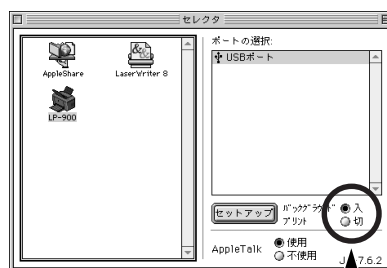 セレクタ
AppleShare
LaserWriter 8
LP-900
ポートの選択:
USBポート
セットアップ
バックグラウンド
プリント
入
切
AppleTalk
使用
不使用
7.6.2